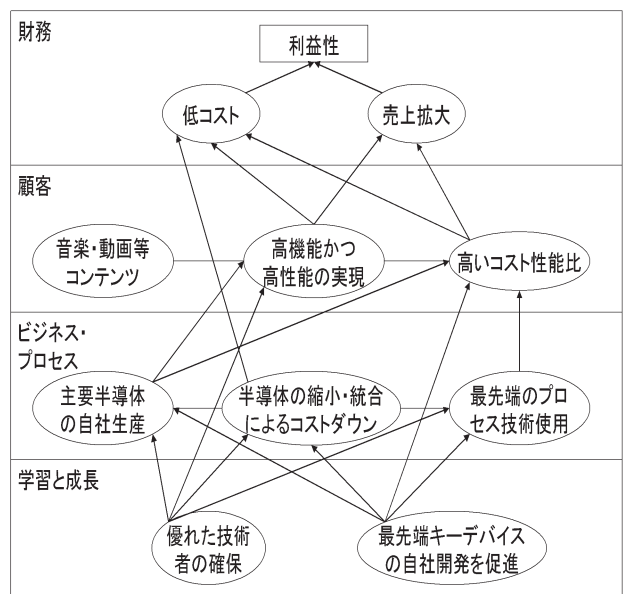 財務
利益性
低コスト
売上拡大
顧客
音楽・動画等
コンテンツ
高機能かつ
高性能の実現
高いコスト性能比
ビジネス・
プロセス
主要半導体
の自社生産
半導体の縮小・統合
によるコストダウン
最先端のプロ
セス技術使用
学習と成長
優れた技術
者の確保
最先端キーデバイス
の自社開発を促進